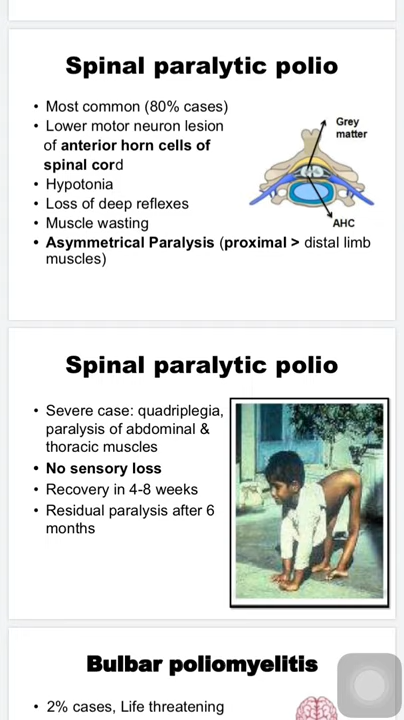 Spinal paralytic polio
• Most common (80% cases)
• Lower motor neuron lesion
of anterior horn cells of
spinal cord
• Hypotonia
• Loss of deep reflexes
• Muscle wasting
• Asymmetrical Paralysis (proximal > distal limb
muscles)
Grey
matter
AHC
Spinal paralytic polio
• Severe case: quadriplegia,
paralysis of abdominal &
thoracic muscles
• No sensory loss
• Recovery in 4-8 weeks
• Residual paralysis after 6
months
Bulbar poliomyelitis
• 2% cases, Life threatening